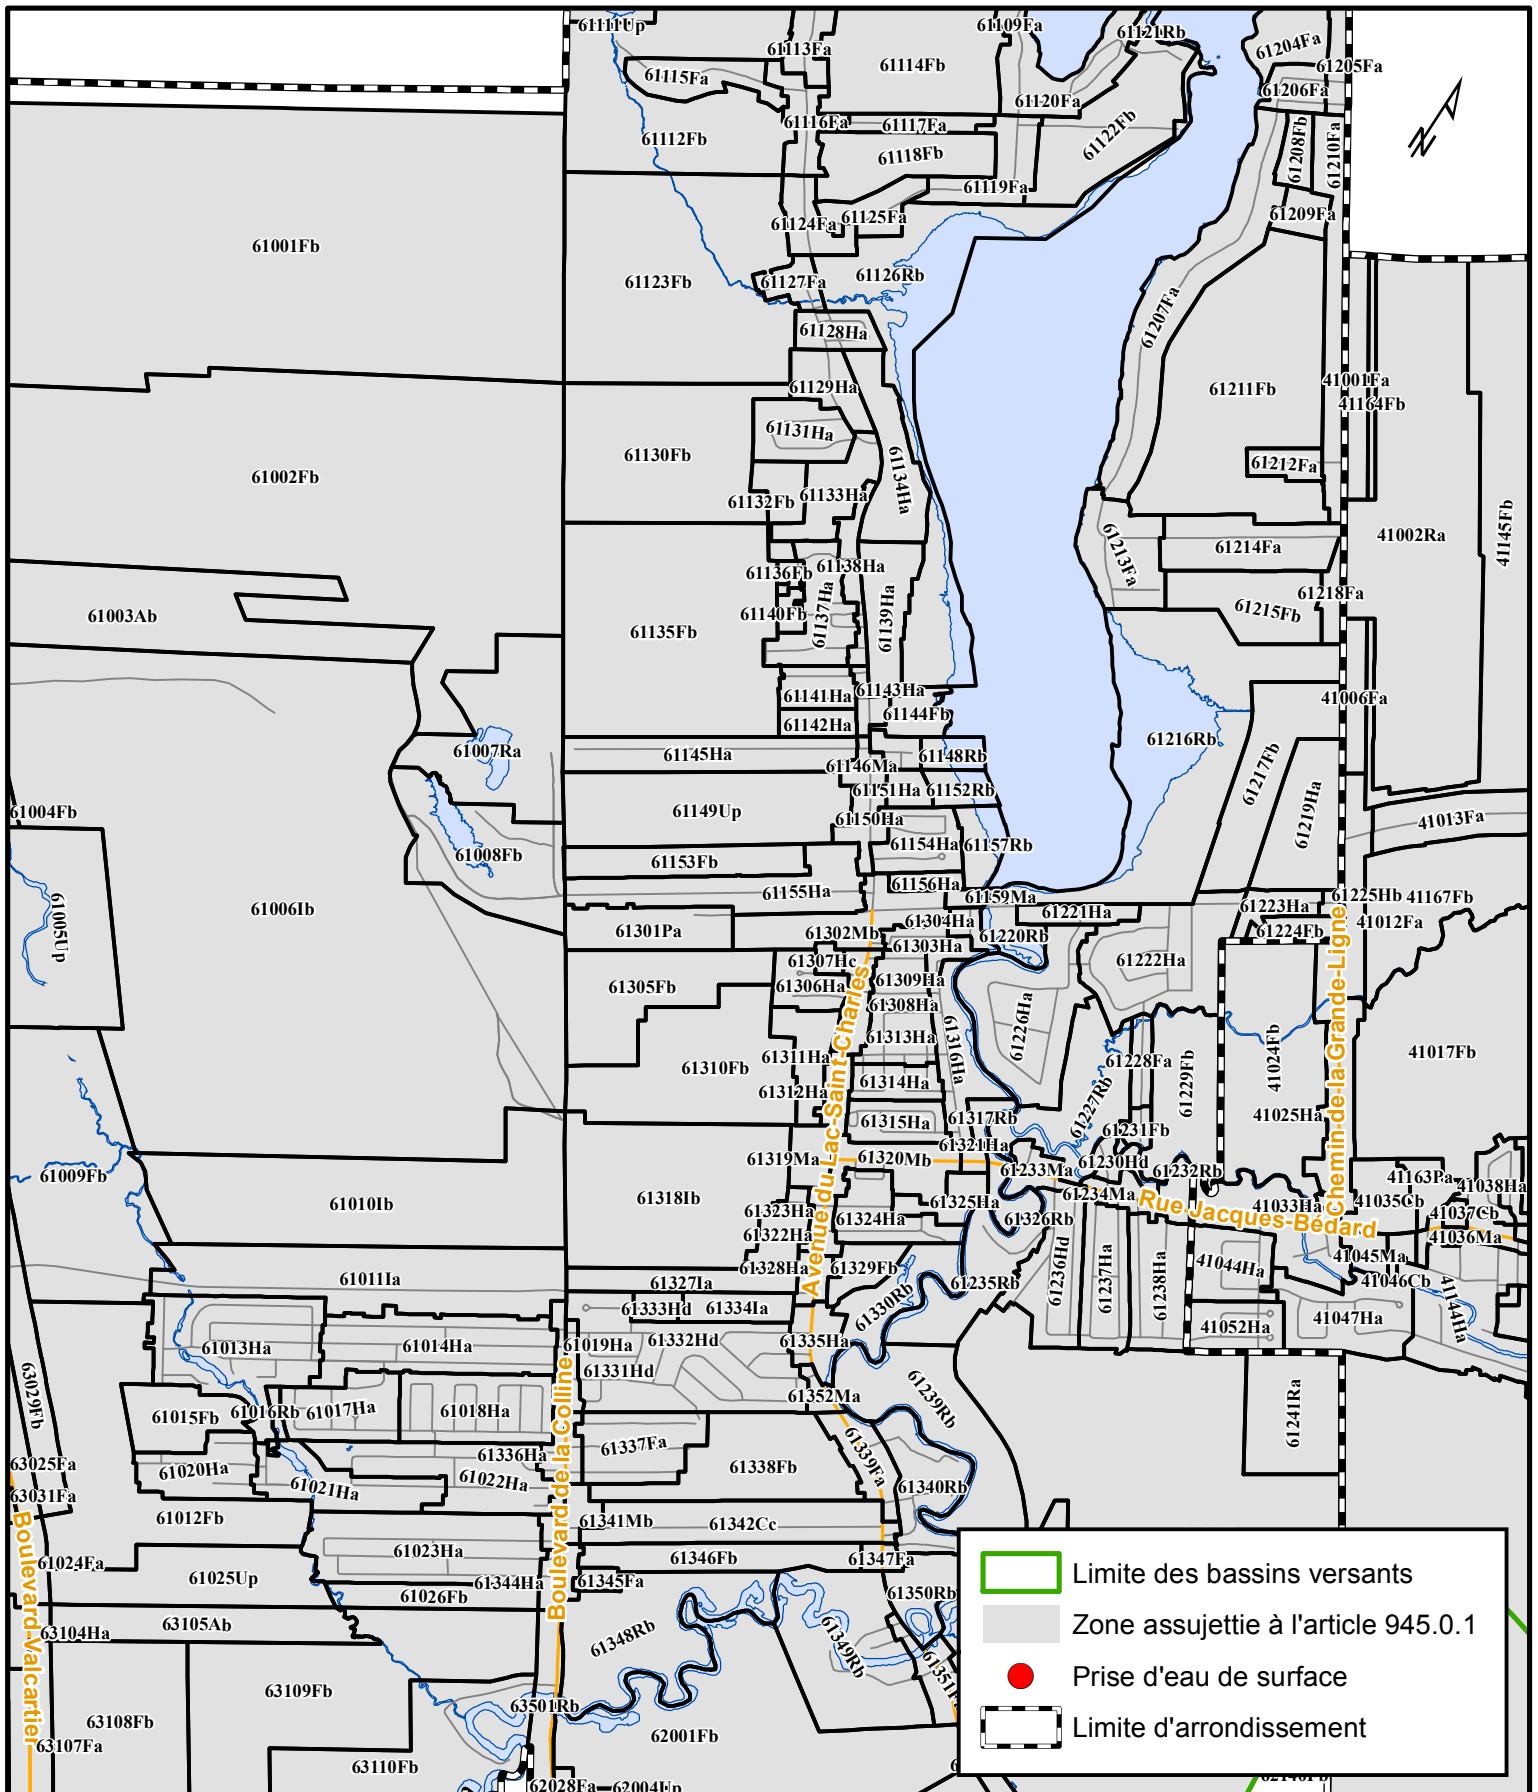 61111Up
61109Fa
61121Rb
61113Fa
61204Fa
61205Fa
61115Fa
61114Fb
61206Fa
61120Fa
61116Fa
61117Fa
61122Fb
61112Fb
61118Fb
61208Fb
61210Fa
N
61119Fa
61124Fa
61125Fa
61209Fa
61001Fb
61123Fb
61127Fa
61126Rb
61207Fa
61128Ha
61129Ha
61211Fb
41001Fa
41164Fb
61131Ha
61130Fb
61002Fb
61134Ha
61212Fa
61132Fb
61133Ha
61213Fa
61214Fa
41002Ra
41145Fb
61138Ha
61136Fb
61137Ha
61139Ha
61140Fb
61218Fa
61215Fb
61003Ab
61135Fb
61141Ha
61143Ha
61144Fb
61142Ha
41006Fa
61216Rb
61007Ra
61145Ha
61148Rb
61146Ma
61217Fb
61151Ha
61152Rb
61149Up
61150Ha
61219Ha
41013Fa
61004Fb
61154Ha
61157Rb
61008Fb
61153Fb
61155Ha
61156Ha
61159Ma
61225Hb
41167Fb
61005Up
61006Ib
61221Ha
61223Ha
61304Ha
61301Pa
61302Mb
61220Rb
61224Fb
41012Fa
61303Ha
61307Hc
61222Ha
61305Fb
61306Ha
61309Ha
61308Ha
61226Ha
61313Ha
61316Ha
61311Ha
61310Fb
61228Fa
61229Fb
41024Fb
41017Fb
61314Ha
61312Ha
61227Rb
61315Ha
61317Rb
41025Ha
61231Fb
61321Ha
61319Ma
61320Mb
61233Ma
61230Hd
61232Rb
61009Fb
41163Pa
41038Ha
61010Ib
61318Ib
61325Ha
61234Ma
41033Ha
41035Cb
41037Cb
61323Ha
61324Ha
61326Rb
41036Ma
61322Ha
61328Ha
61329Fb
61236Hd
61237Ha
61238Ha
41044Ha
41045Ma
41046Cb
61011Ia
61327Ia
61235Rb
61330Rb
61333Hd
61334Ia
41144Ha
41047Ha
41052Ha
61013Ha
61014Ha
61019Ha
61332Hd
61335Ha
61331Hd
63029Fb
61352Ma
61239Rb
61241Ra
61015Fb
61016Rb
61017Ha
61018Ha
61336Ha
61337Fa
61338Fb
61339Fa
63025Fa
61020Ha
61021Ha
61022Ha
61340Rb
63031Fa
61012Fb
61341Mb
61342Cc
61023Ha
61346Fb
61347Fa
61024Fa
61025Up
61344Ha
61345Fa
61026Fb
61350Rb
63105Ab
63104Ha
61348Rb
61349Rb
63109Fb
63501Rb
63108Fb
62001Fb
63107Fa
63110Fb
62028Fa
62004Up
Avenue du Lac-Saint-Charles
Chemin-de-la-Grande-Ligne
Rue Jacques-Bédard
Boulevard de la Colline
Boulevard-Valcartier
Limite des bassins versants
Zone assujettie à l'article 945.0.1
Prise d'eau de surface
Limite d'arrondissement